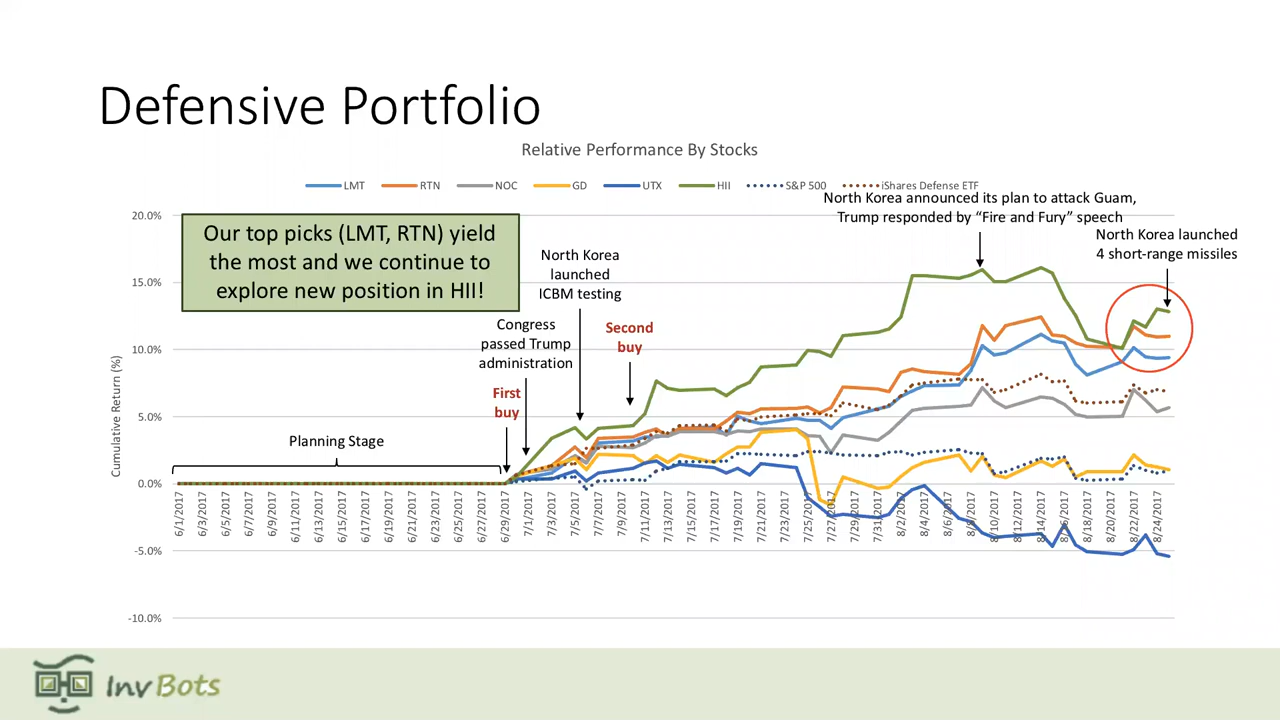 Defensive Portfolio
Relative Performance By Stocks
LMT RTN NOC GD UTX HII S&P 500 iShares Defense ETF
North Korea announced its plan to attack Guam,
Trump responded by “Fire and Fury” speech
North Korea launched
4 short-range missiles
Our top picks (LMT, RTN) yield
the most and we continue to
explore new position in HII!
North Korea
launched
ICBM testing
Congress
passed Trump
administration
Second
buy
First
buy
Planning Stage
Cumulative Return (%)
20.0%
15.0%
10.0%
5.0%
0.0%
-5.0%
-10.0%
6/1/2017
6/3/2017
6/5/2017
6/7/2017
6/9/2017
6/11/2017
6/13/2017
6/15/2017
6/17/2017
6/19/2017
6/21/2017
6/23/2017
6/25/2017
6/27/2017
6/29/2017
7/1/2017
7/3/2017
7/5/2017
7/7/2017
7/9/2017
7/11/2017
7/13/2017
7/15/2017
7/17/2017
7/19/2017
7/21/2017
7/23/2017
7/25/2017
7/27/2017
7/29/2017
7/31/2017
8/2/2017
8/4/2017
8/6/2017
8/8/2017
8/10/2017
8/12/2017
8/14/2017
8/16/2017
8/18/2017
8/20/2017
8/22/2017
8/24/2017
InvBots